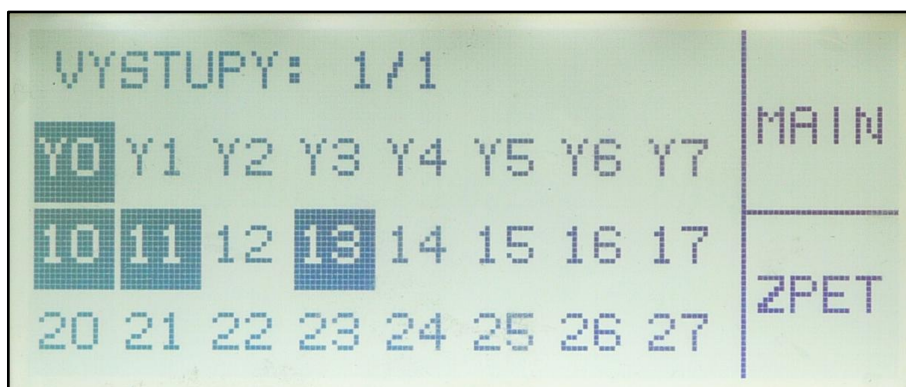 VYSTUPY: 1/1
MAIN
Y0 Y1 Y2 Y3 Y4 Y5 Y6 Y7
10 11 12 13 14 15 16 17
ZPET
20 21 22 23 24 25 26 27